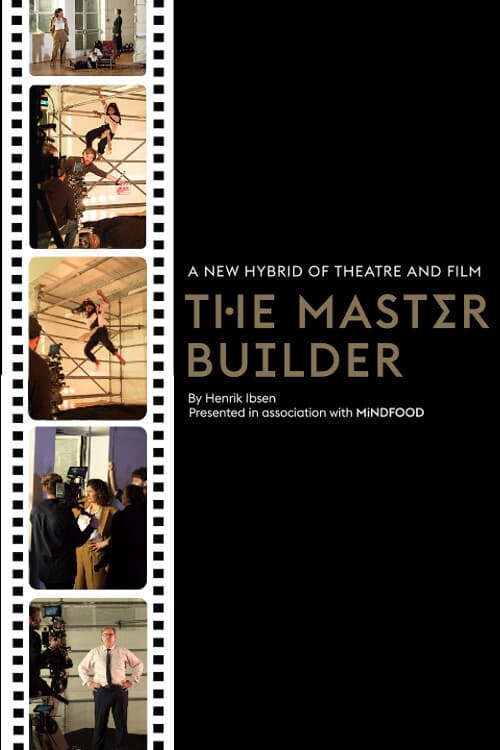 A NEW HYBRID OF THEATRE AND FILM
THE MASTER
BUILDER
By Henrik Ibsen
Presented in association with MiNDFOOD